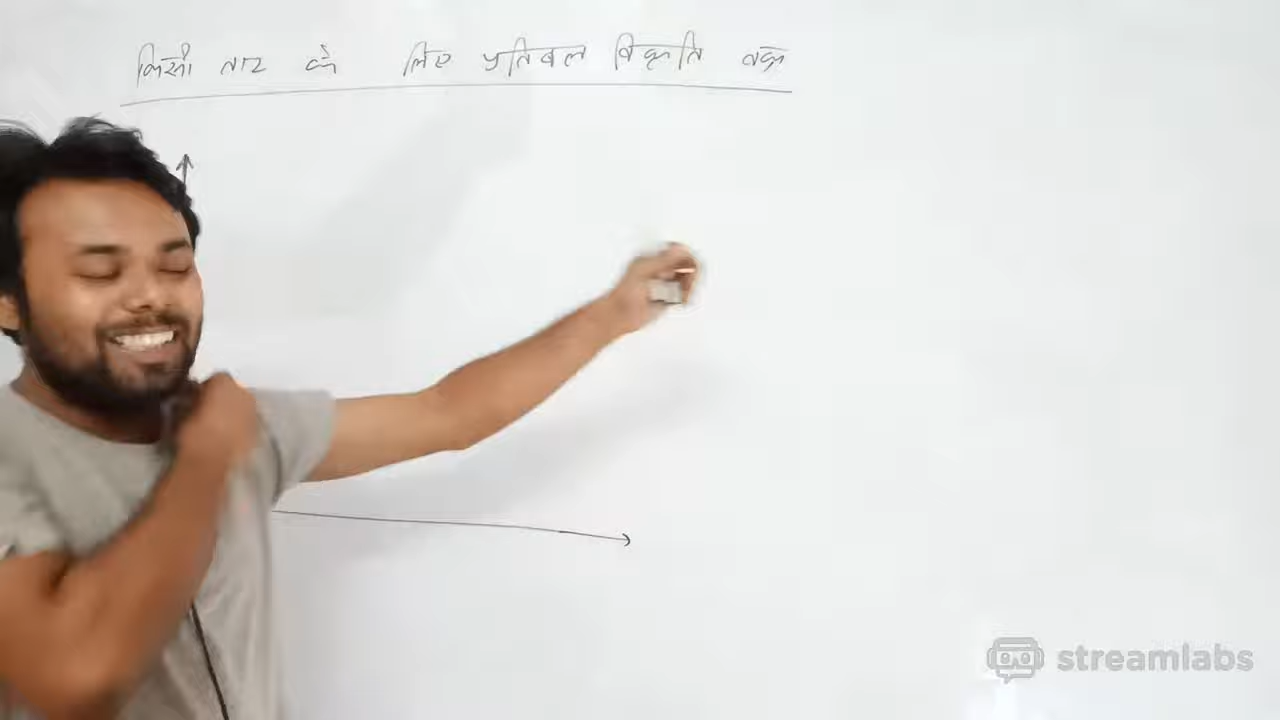 किसी तार के लिए प्रतिबल विकृति वक्र
streamlabs